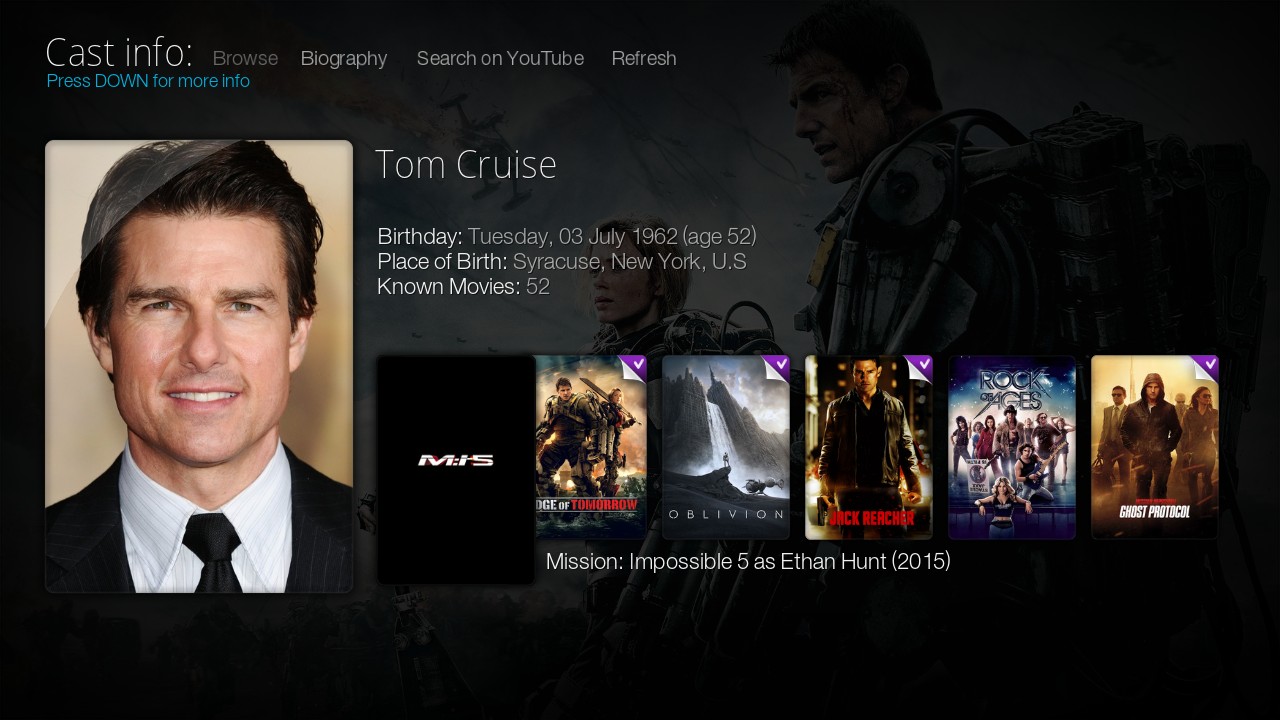 Cast info: Browse Biography Search on YouTube Refresh
Press DOWN for more info
Tom Cruise
Birthday: Tuesday, 03 July 1962 (age 52)
Place of Birth: Syracuse, New York, U.S
Known Movies: 52
M:i5
DGE OF TOMORROW
OBLIVION
JACK REACHER
ROCK OF AGES
GHOST PROTOCOL
Mission: Impossible 5 as Ethan Hunt (2015)